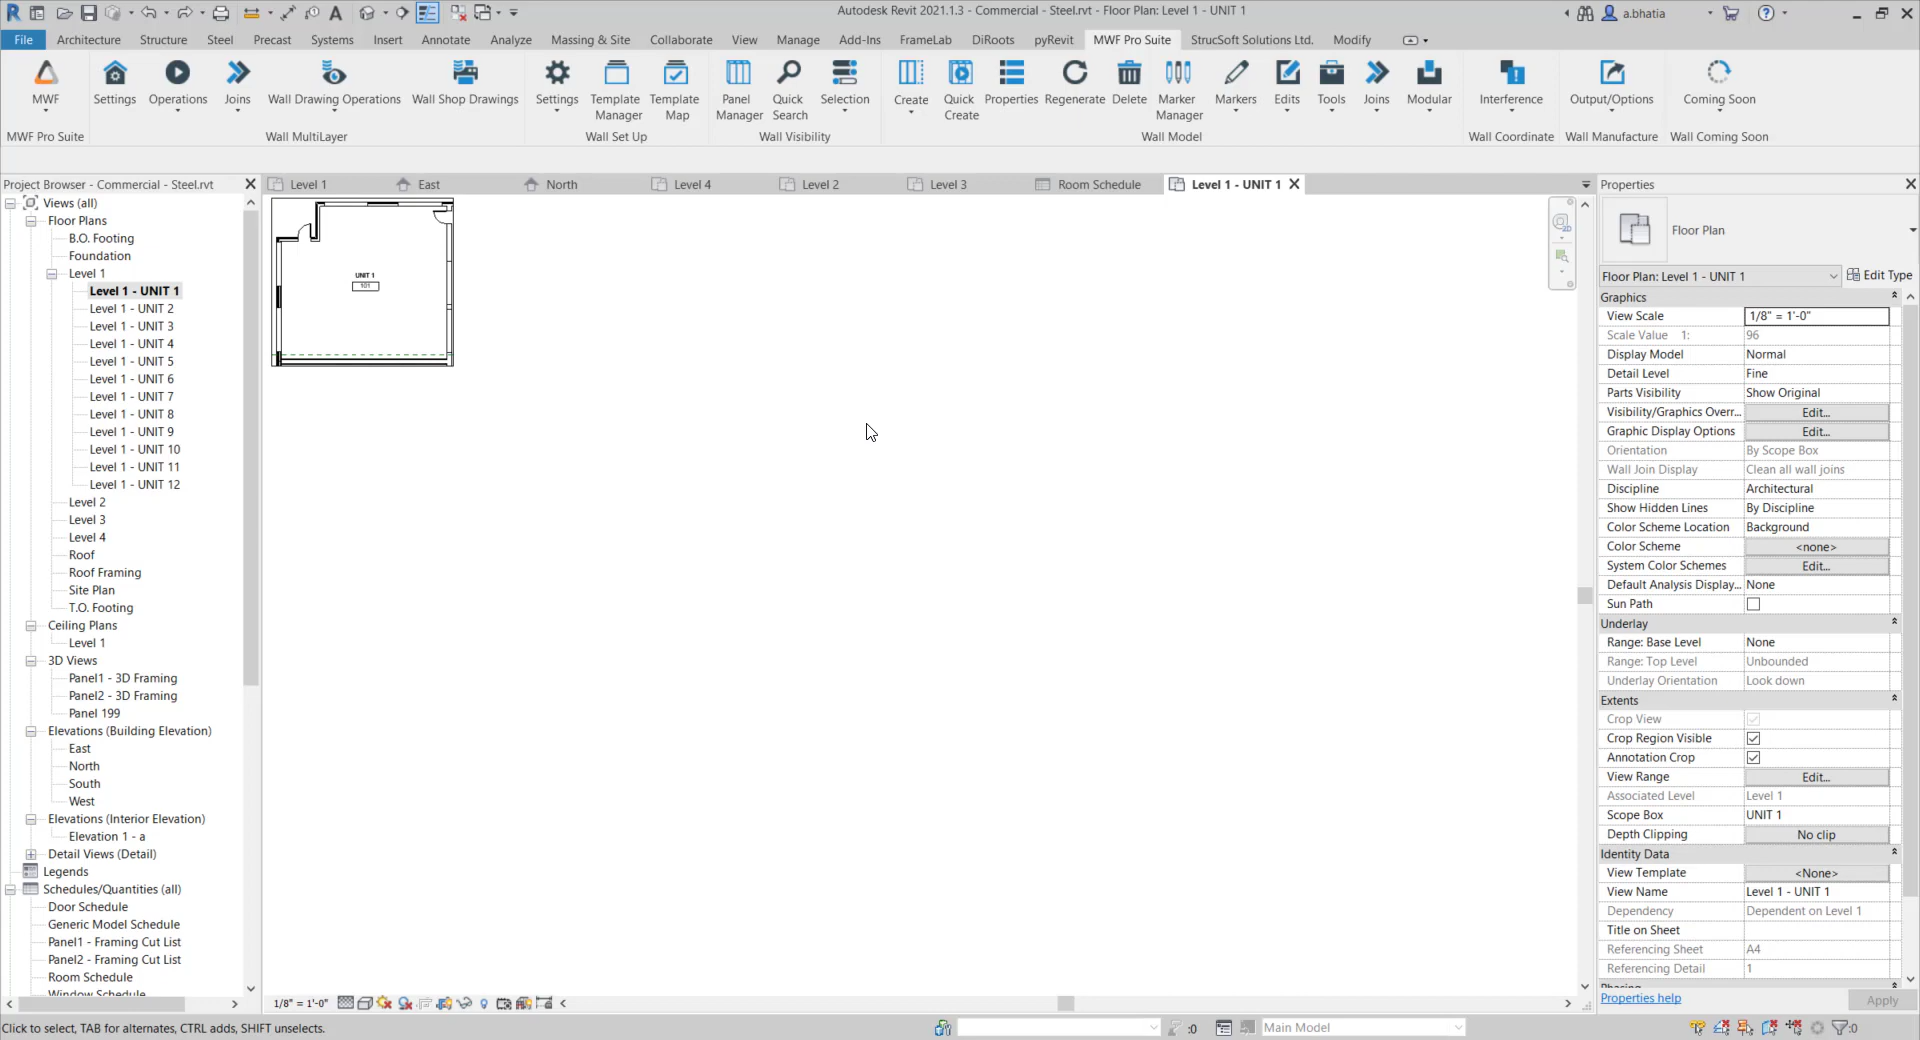 Autodesk Revit 2021.1.3 - Commercial - Steel.rvt - Floor Plan: Level 1 - UNIT 1
a.bhatia
File Architecture Structure Steel Precast Systems Insert Annotate Analyze Massing & Site Collaborate View Manage Add-Ins FrameLab DiRoots pyRevit MWF Pro Suite StrucSoft Solutions Ltd. Modify
MWF Settings Operations Joins Wall Drawing Operations Wall Shop Drawings Settings Template Manager Template Map Panel Manager Quick Search Selection Create Quick Create Properties Regenerate Delete Marker Manager Markers Edits Tools Joins Modular Interference Output/Options Coming Soon
MWF Pro Suite Wall MultiLayer Wall Set Up Wall Visibility Wall Model Wall Coordinate Wall Manufacture Wall Coming Soon
Project Browser - Commercial - Steel.rvt
Views (all)
Floor Plans
B.O. Footing
Foundation
Level 1
Level 1 - UNIT 1
Level 1 - UNIT 2
Level 1 - UNIT 3
Level 1 - UNIT 4
Level 1 - UNIT 5
Level 1 - UNIT 6
Level 1 - UNIT 7
Level 1 - UNIT 8
Level 1 - UNIT 9
Level 1 - UNIT 10
Level 1 - UNIT 11
Level 1 - UNIT 12
Level 2
Level 3
Level 4
Roof
Roof Framing
Site Plan
T.O. Footing
Ceiling Plans
Level 1
3D Views
Panel1 - 3D Framing
Panel2 - 3D Framing
Panel 199
Elevations (Building Elevation)
East
North
South
West
Elevations (Interior Elevation)
Elevation 1 - a
Detail Views (Detail)
Legends
Schedules/Quantities (all)
Door Schedule
Generic Model Schedule
Panel1 - Framing Cut List
Panel2 - Framing Cut List
Room Schedule
Window Schedule
Level 1 East North Level 4 Level 2 Level 3 Room Schedule Level 1 - UNIT 1
UNIT 1
101
1/8" = 1'-0"
Properties
Floor Plan
Floor Plan: Level 1 - UNIT 1 Edit Type
Graphics
View Scale 1/8" = 1'-0"
Scale Value 1: 96
Display Model Normal
Detail Level Fine
Parts Visibility Show Original
Visibility/Graphics Overr... Edit...
Graphic Display Options Edit...
Orientation By Scope Box
Wall Join Display Clean all wall joins
Discipline Architectural
Show Hidden Lines By Discipline
Color Scheme Location Background
Color Scheme <none>
System Color Schemes Edit...
Default Analysis Display... None
Sun Path
Underlay
Range: Base Level None
Range: Top Level Unbounded
Underlay Orientation Look down
Extents
Crop View
Crop Region Visible
Annotation Crop
View Range Edit...
Associated Level Level 1
Scope Box UNIT 1
Depth Clipping No clip
Identity Data
View Template <None>
View Name Level 1 - UNIT 1
Dependency Dependent on Level 1
Title on Sheet
Referencing Sheet A4
Referencing Detail 1
Phasing
Properties help Apply
Click to select, TAB for alternates, CTRL adds, SHIFT unselects.
:0 Main Model :0